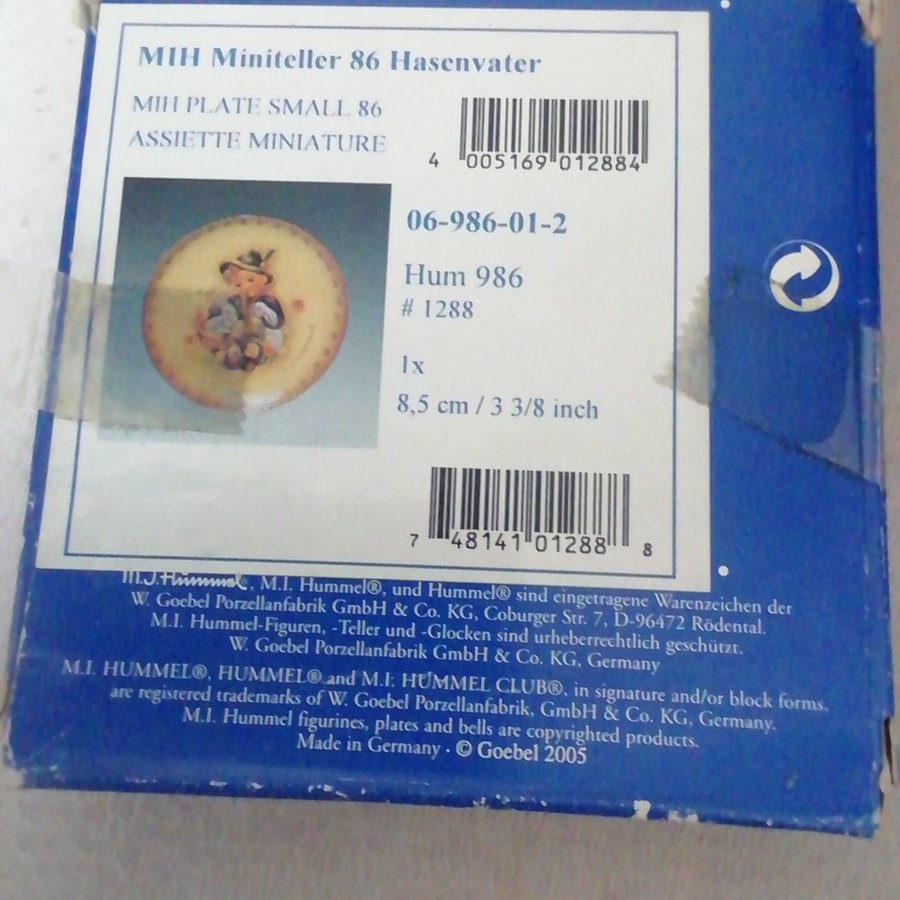 MIH Miniteller 86 Hasenvater
MIH PLATE SMALL 86
ASSIETTE MINIATURE
4 005169 012884
06-986-01-2
Hum 986
# 1288
1x
8,5 cm / 3 3/8 inch
7 48141 01288 8
M.J.Hummel, M.I. Hummel®, und Hummel® sind eingetragene Warenzeichen der
W. Goebel Porzellanfabrik GmbH & Co. KG, Coburger Str. 7, D-96472 Rödental.
M.I. Hummel-Figuren, -Teller und -Glocken sind urheberrechtlich geschützt.
W. Goebel Porzellanfabrik GmbH & Co. KG, Germany
M.I. HUMMEL®, HUMMEL® and M.I. HUMMEL CLUB®, in signature and/or block forms.
are registered trademarks of W. Goebel Porzellanfabrik, GmbH & Co. KG, Germany.
M.I. Hummel figurines, plates and bells are copyrighted products.
Made in Germany · © Goebel 2005